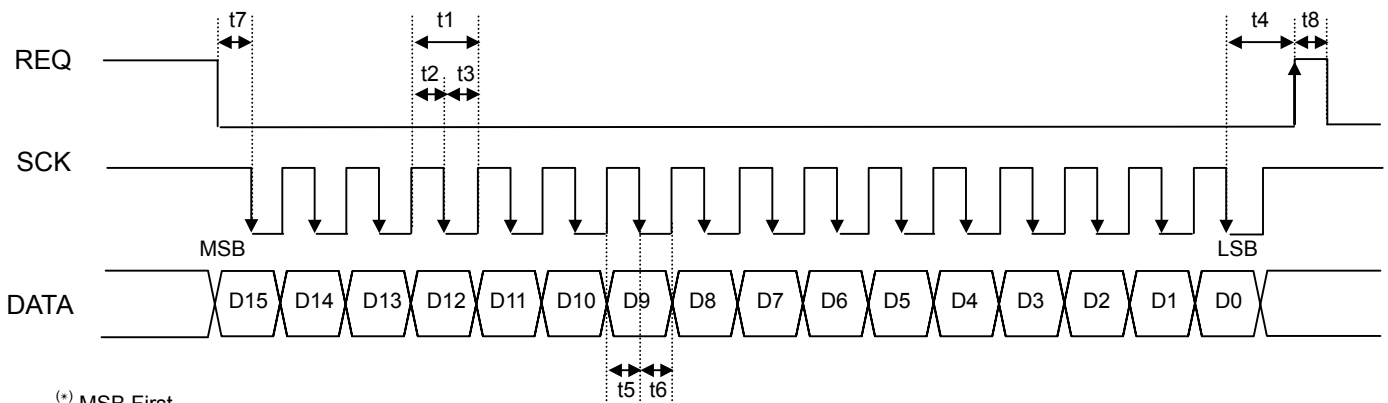 t7 t1 t4 t8
REQ
t2 t3
SCK
MSB LSB
DATA D15 D14 D13 D12 D11 D10 D9 D8 D7 D6 D5 D4 D3 D2 D1 D0
t5 t6
(*) MSB First